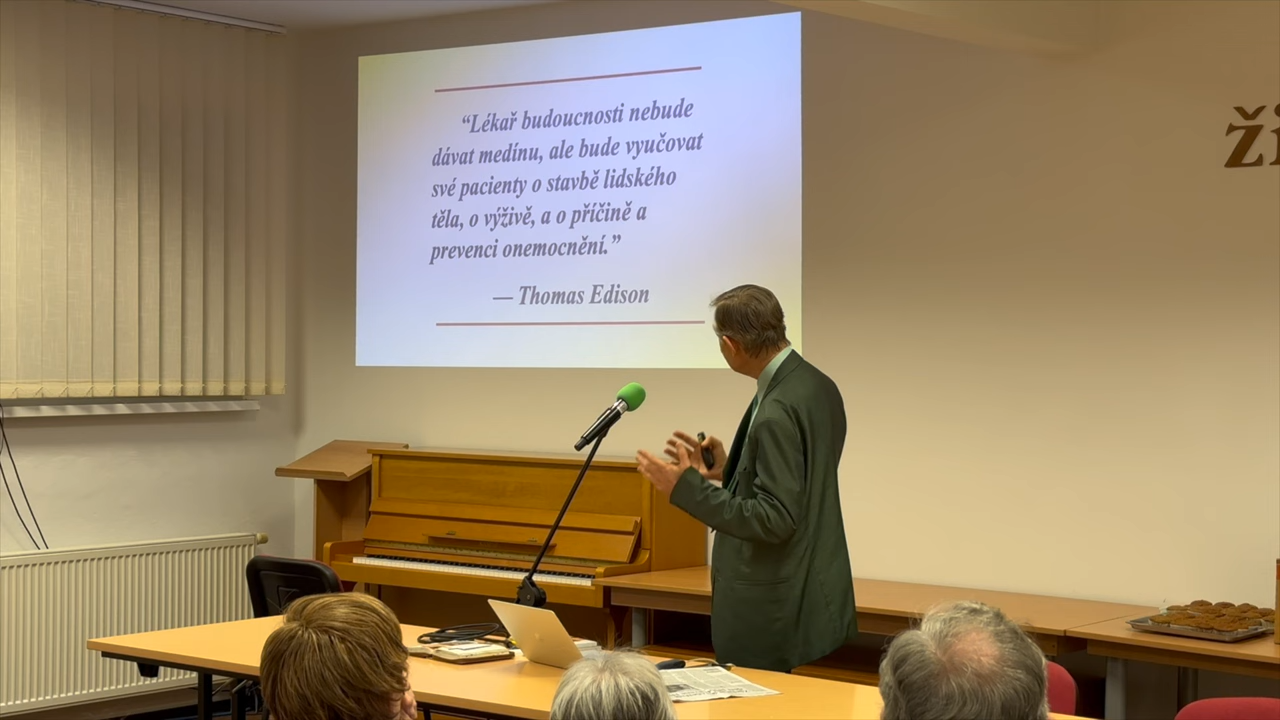 “Lékař budoucnosti nebude
dávat medínu, ale bude vyučovat
své pacienty o stavbě lidského
těla, o výživě, a o příčině a
prevenci onemocnění.”
— Thomas Edison
ži